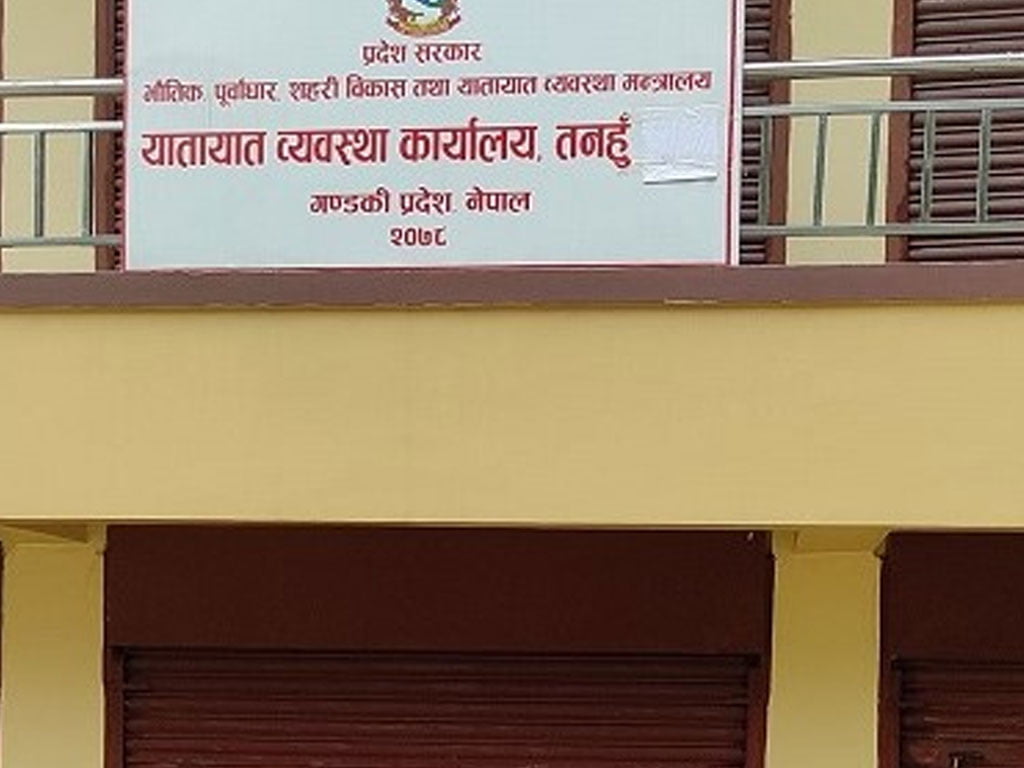 प्रदेश सरकार
भौतिक पूर्वाधार, शहरी विकास तथा यातायात व्यवस्था मन्त्रालय
यातायात व्यवस्था कार्यालय, तनहुँ
गण्डकी प्रदेश, नेपाल
२०७८